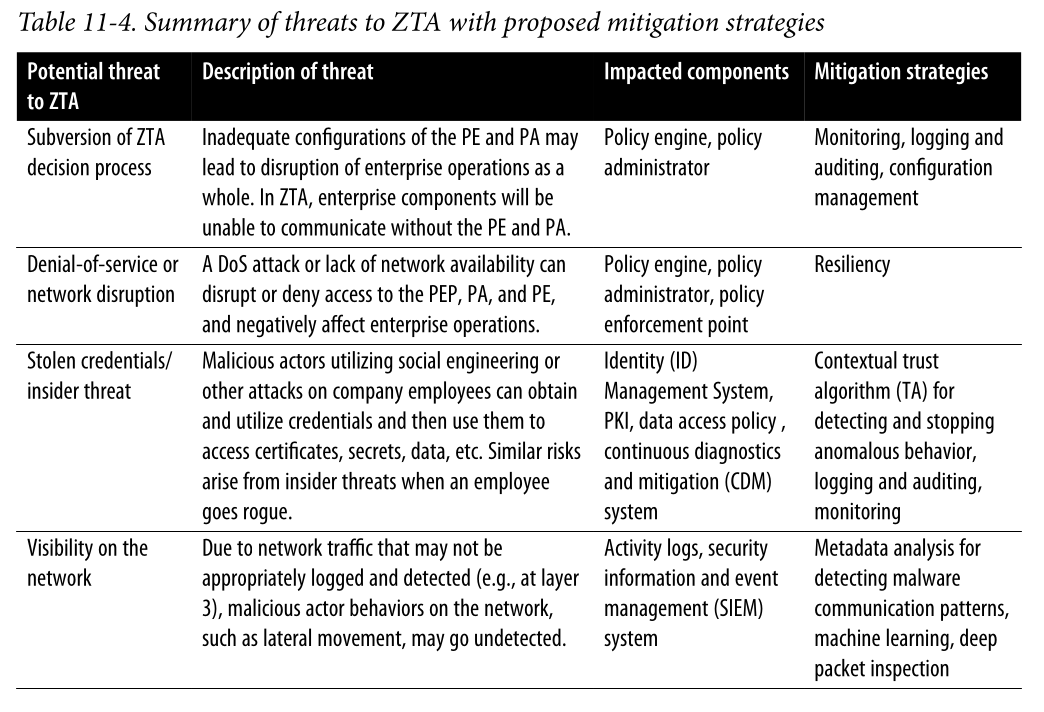 Table 11-4. Summary of threats to ZTA with proposed mitigation strategies
Potential threat
to ZTA
Description of threat
Impacted components
Mitigation strategies
Subversion of ZTA
decision process
Inadequate configurations of the PE and PA may
lead to disruption of enterprise operations as a
whole. In ZTA, enterprise components will be
unable to communicate without the PE and PA.
Policy engine, policy
administrator
Monitoring, logging and
auditing, configuration
management
Denial-of-service or
network disruption
A DoS attack or lack of network availability can
disrupt or deny access to the PEP, PA, and PE,
and negatively affect enterprise operations.
Policy engine, policy
administrator, policy
enforcement point
Resiliency
Stolen credentials/
insider threat
Malicious actors utilizing social engineering or
other attacks on company employees can obtain
and utilize credentials and then use them to
access certificates, secrets, data, etc. Similar risks
arise from insider threats when an employee
goes rogue.
Identity (ID)
Management System,
PKI, data access policy ,
continuous diagnostics
and mitigation (CDM)
system
Contextual trust
algorithm (TA) for
detecting and stopping
anomalous behavior,
logging and auditing,
monitoring
Visibility on the
network
Due to network traffic that may not be
appropriately logged and detected (e.g., at layer
3), malicious actor behaviors on the network,
such as lateral movement, may go undetected.
Activity logs, security
information and event
management (SIEM)
system
Metadata analysis for
detecting malware
communication patterns,
machine learning, deep
packet inspection